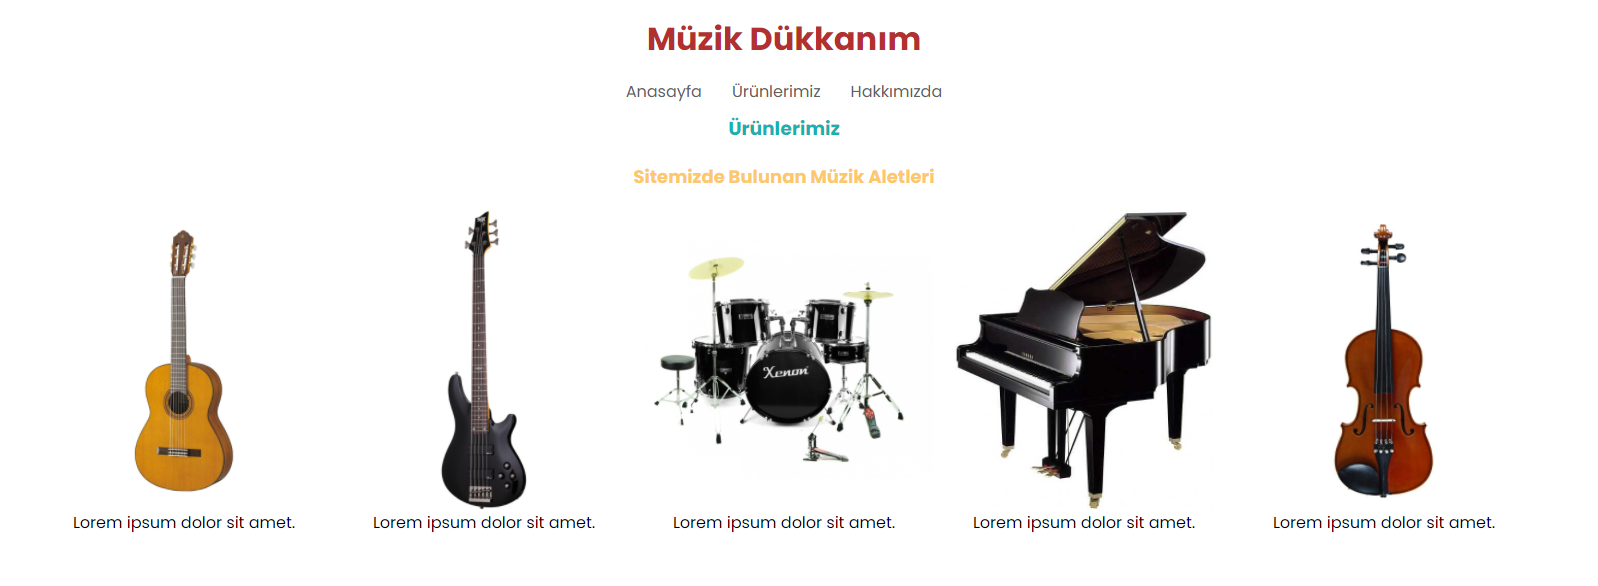 Müzik Dükkanım
Anasayfa Ürünlerimiz Hakkımızda
Ürünlerimiz
Sitemizde Bulunan Müzik Aletleri
Xenon
YAMAHA
Lorem ipsum dolor sit amet. Lorem ipsum dolor sit amet. Lorem ipsum dolor sit amet. Lorem ipsum dolor sit amet. Lorem ipsum dolor sit amet.